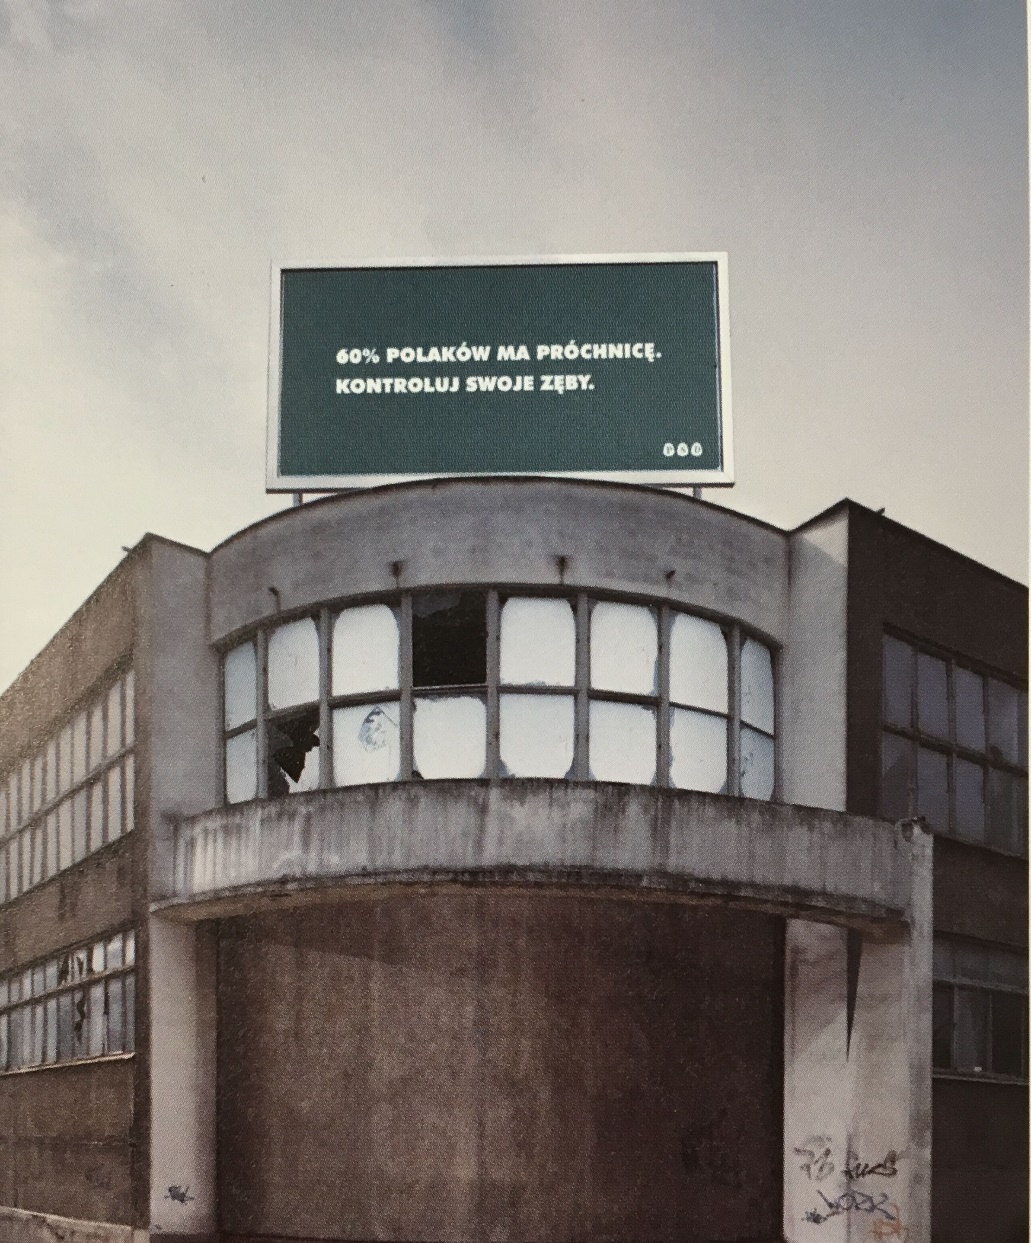 60% POLAKÓW MA PRÓCHNICĘ.
KONTROLUJ SWOJE ZĘBY.